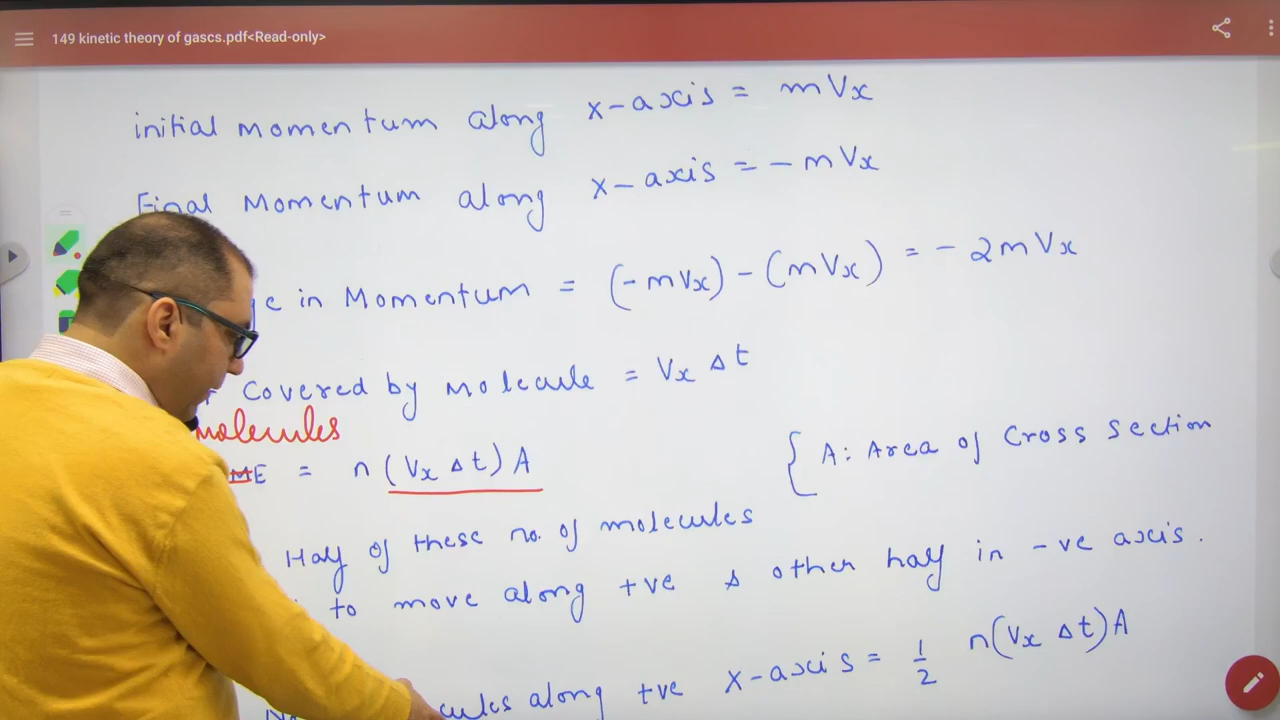 149 kinetic theory of gascs.pdf<Read-only>
initial momentum along x-axis = mVx
Final Momentum along x-axis = -mVx
in Momentum = (-mVx) - (mVx) = -2mVx
Covered by molecule = Vx Δt
molecules
= n(Vx Δt)A { A: Area of Cross section
Half of these no. of molecules
to move along +ve & other half in -ve axis.
along +ve x-axis = 1/2 n(Vx Δt)A